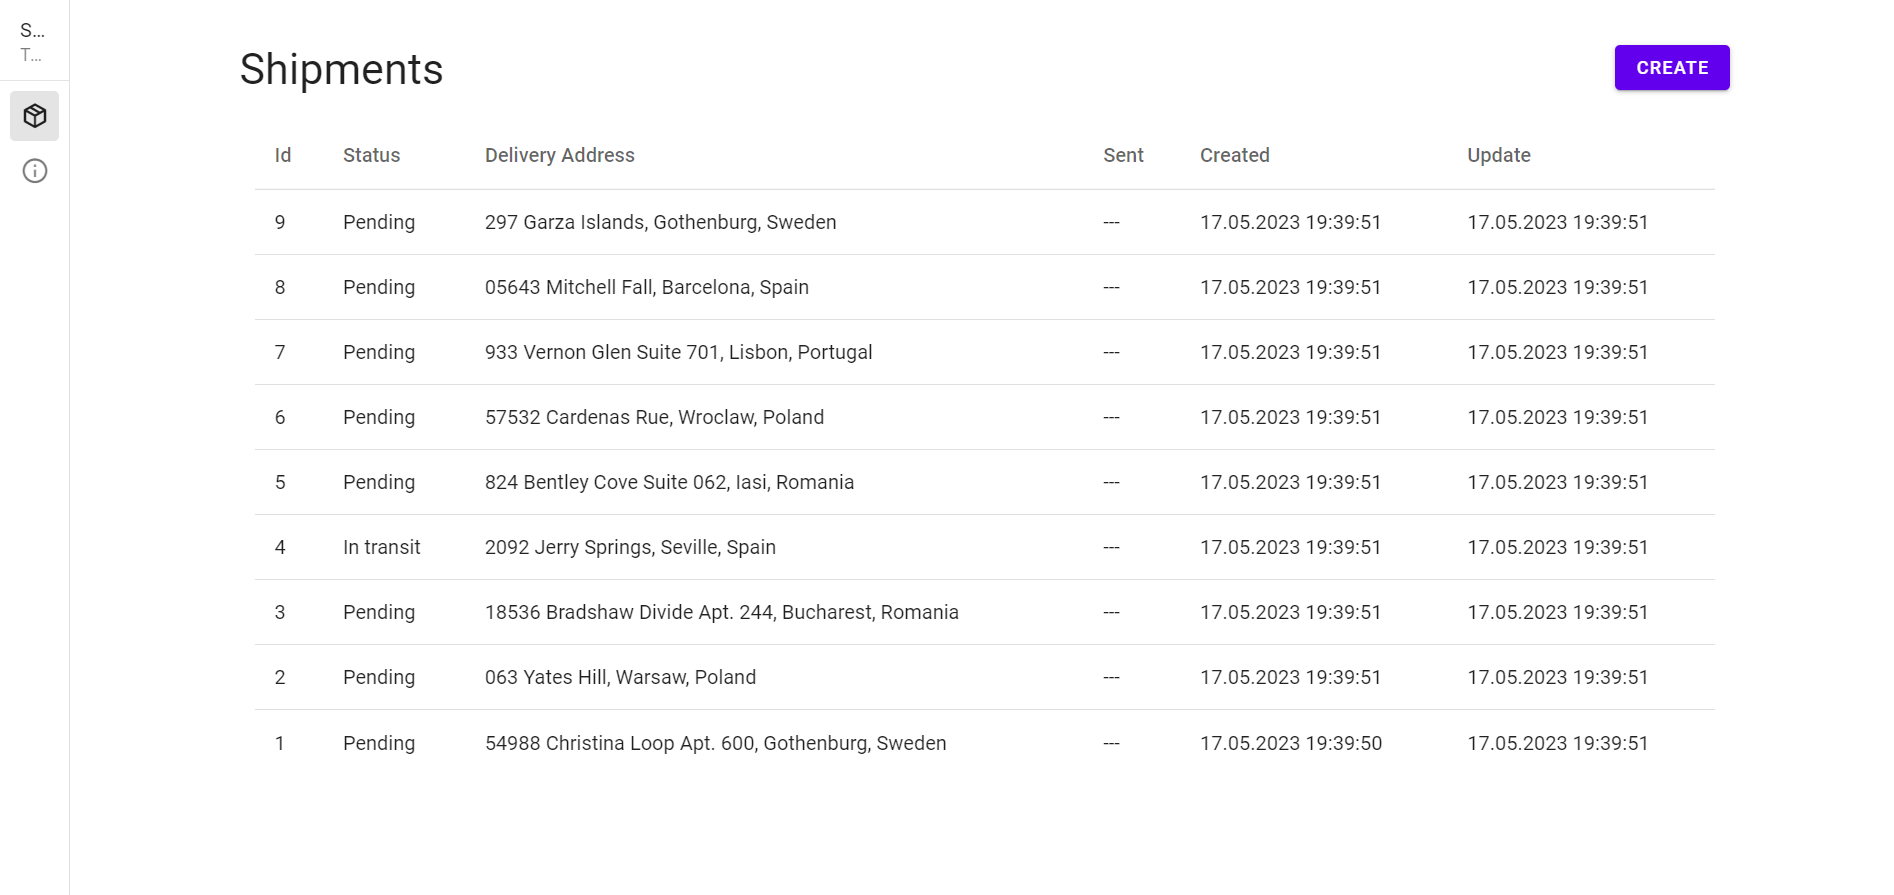 S...
T...
Shipments
CREATE
Id Status Delivery Address Sent Created Update
9 Pending 297 Garza Islands, Gothenburg, Sweden --- 17.05.2023 19:39:51 17.05.2023 19:39:51
8 Pending 05643 Mitchell Fall, Barcelona, Spain --- 17.05.2023 19:39:51 17.05.2023 19:39:51
7 Pending 933 Vernon Glen Suite 701, Lisbon, Portugal --- 17.05.2023 19:39:51 17.05.2023 19:39:51
6 Pending 57532 Cardenas Rue, Wroclaw, Poland --- 17.05.2023 19:39:51 17.05.2023 19:39:51
5 Pending 824 Bentley Cove Suite 062, Iasi, Romania --- 17.05.2023 19:39:51 17.05.2023 19:39:51
4 In transit 2092 Jerry Springs, Seville, Spain --- 17.05.2023 19:39:51 17.05.2023 19:39:51
3 Pending 18536 Bradshaw Divide Apt. 244, Bucharest, Romania --- 17.05.2023 19:39:51 17.05.2023 19:39:51
2 Pending 063 Yates Hill, Warsaw, Poland --- 17.05.2023 19:39:51 17.05.2023 19:39:51
1 Pending 54988 Christina Loop Apt. 600, Gothenburg, Sweden --- 17.05.2023 19:39:50 17.05.2023 19:39:51